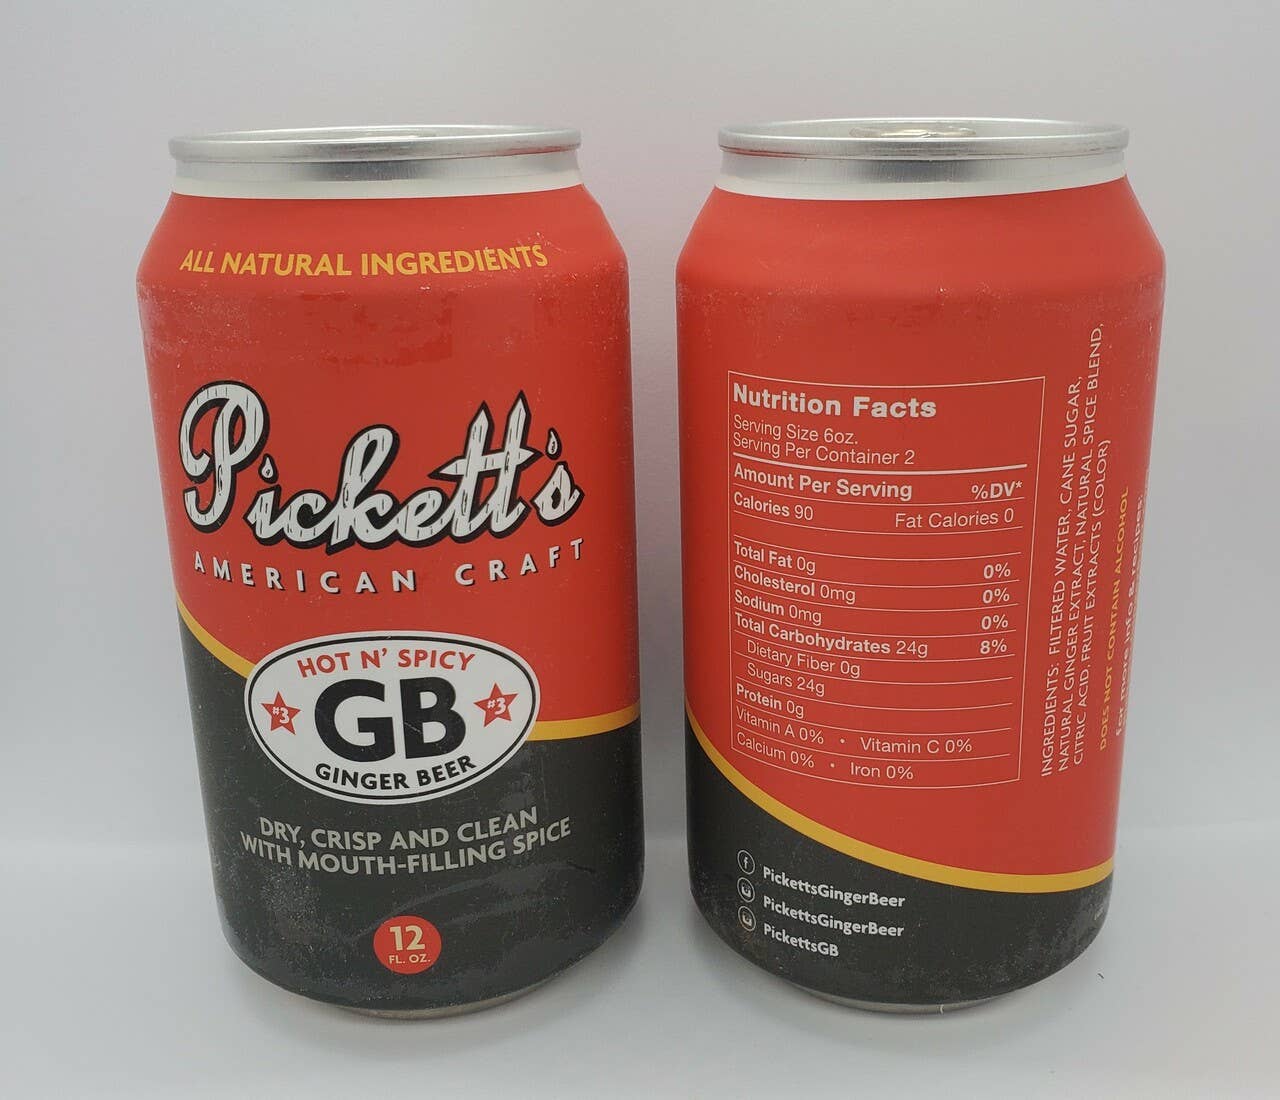 ALL NATURAL INGREDIENTS
Pickett's
AMERICAN CRAFT
HOT N' SPICY
#3 GB #3
GINGER BEER
DRY, CRISP AND CLEAN
WITH MOUTH-FILLING SPICE
12
FL. OZ.
Nutrition Facts
Serving Size 6oz.
Serving Per Container 2
Amount Per Serving %DV*
Calories 90 Fat Calories 0
Total Fat 0g 0%
Cholesterol 0mg 0%
Sodium 0mg 0%
Total Carbohydrates 24g 8%
Dietary Fiber 0g
Sugars 24g
Protein 0g
Vitamin A 0% • Vitamin C 0%
Calcium 0% • Iron 0%
INGREDIENTS: FILTERED WATER, CANE SUGAR,
NATURAL GINGER EXTRACT, NATURAL SPICE BLEND,
CITRIC ACID, FRUIT EXTRACTS (COLOR)
DOES NOT CONTAIN ALCOHOL
For more info & recipes:
PickettsGingerBeer
PickettsGingerBeer
PickettsGB